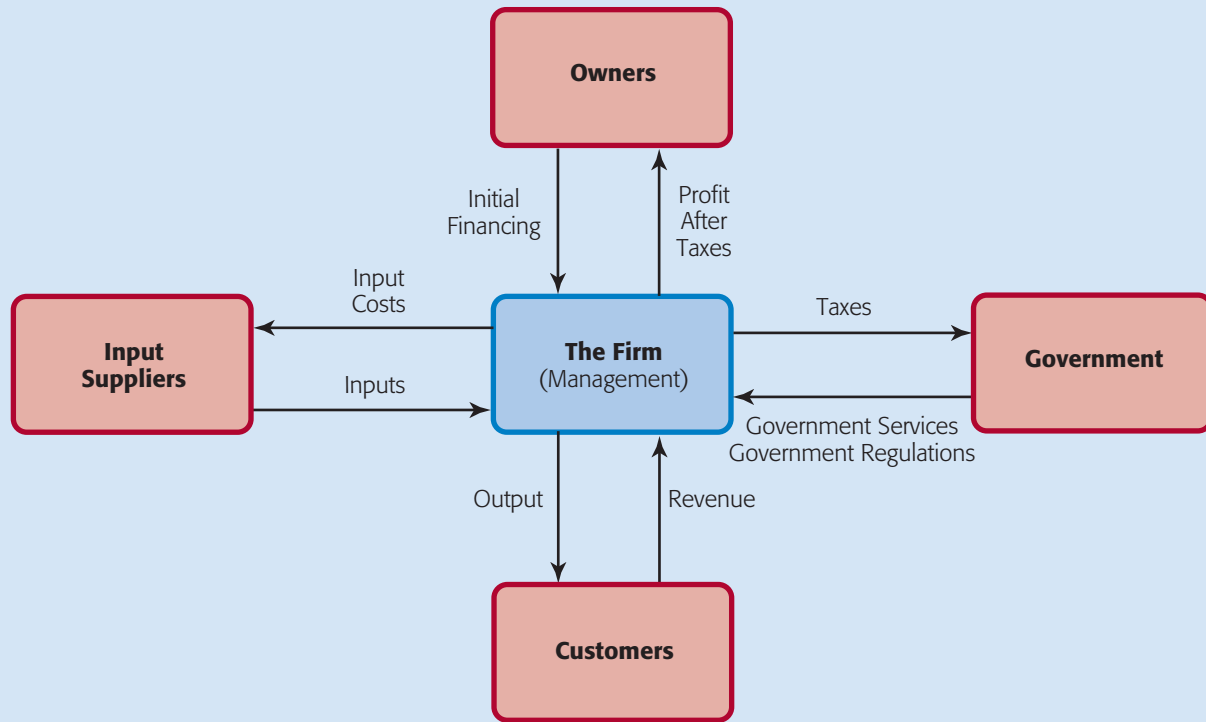 Owners
Initial
Financing
Profit
After
Taxes
Input
Costs
Taxes
Input
Suppliers
The Firm
(Management)
Government
Inputs
Government Services
Government Regulations
Output
Revenue
Customers